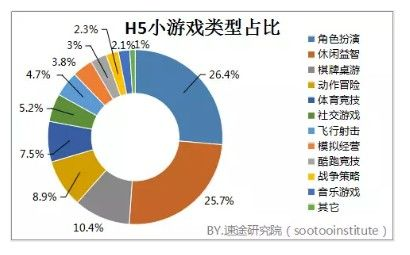 H5小游戏类型占比
26.4%
25.7%
10.4%
8.9%
7.5%
5.2%
4.7%
3.8%
3%
2.3%
2.1%
1%
角色扮演
休闲益智
棋牌桌游
动作冒险
体育竞技
社交游戏
飞行射击
模拟经营
酷跑竞技
战争策略
音乐游戏
其它
BY.速途研究院（sootooinstitute）